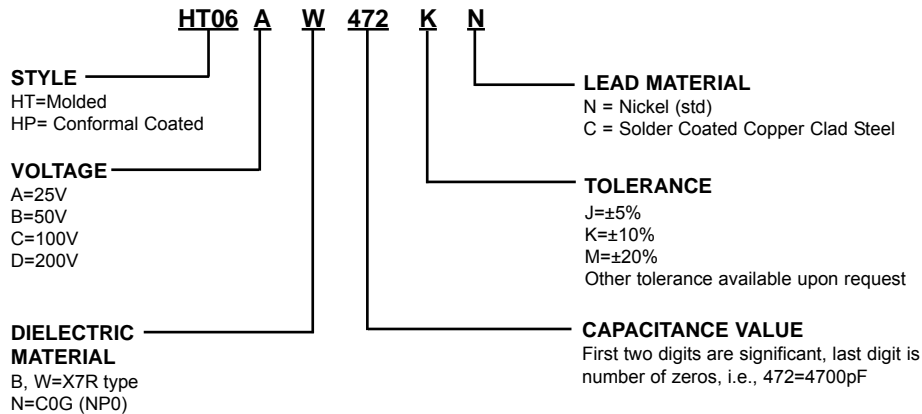 HT06 A W 472 K N
STYLE
HT=Molded
HP= Conformal Coated
VOLTAGE
A=25V
B=50V
C=100V
D=200V
DIELECTRIC
MATERIAL
B, W=X7R type
N=C0G (NP0)
LEAD MATERIAL
N = Nickel (std)
C = Solder Coated Copper Clad Steel
TOLERANCE
J=±5%
K=±10%
M=±20%
Other tolerance available upon request
CAPACITANCE VALUE
First two digits are significant, last digit is
number of zeros, i.e., 472=4700pF